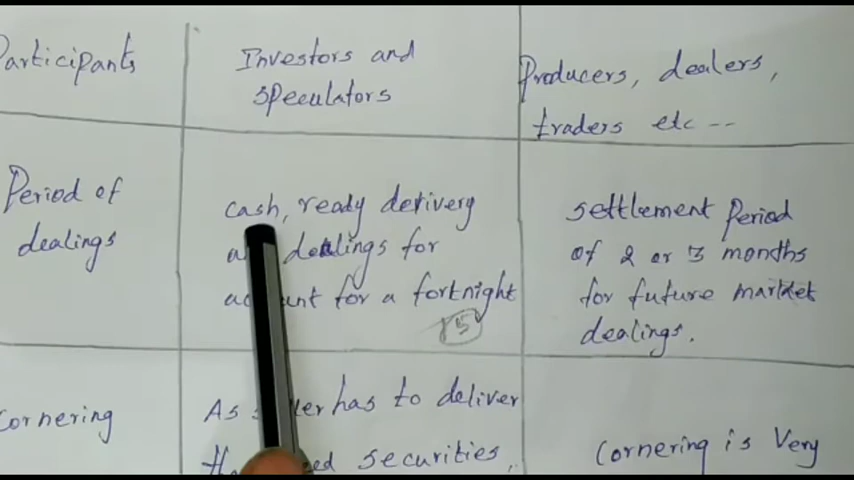 Participants
Investors and
speculators
Producers, dealers,
traders etc --
Period of
dealings
cash, ready delivery
dealings for
for a fortnight
15
settlement Period
of 2 or 3 months
for future market
dealings.
Cornering
As has to deliver
securities,
Cornering is Very